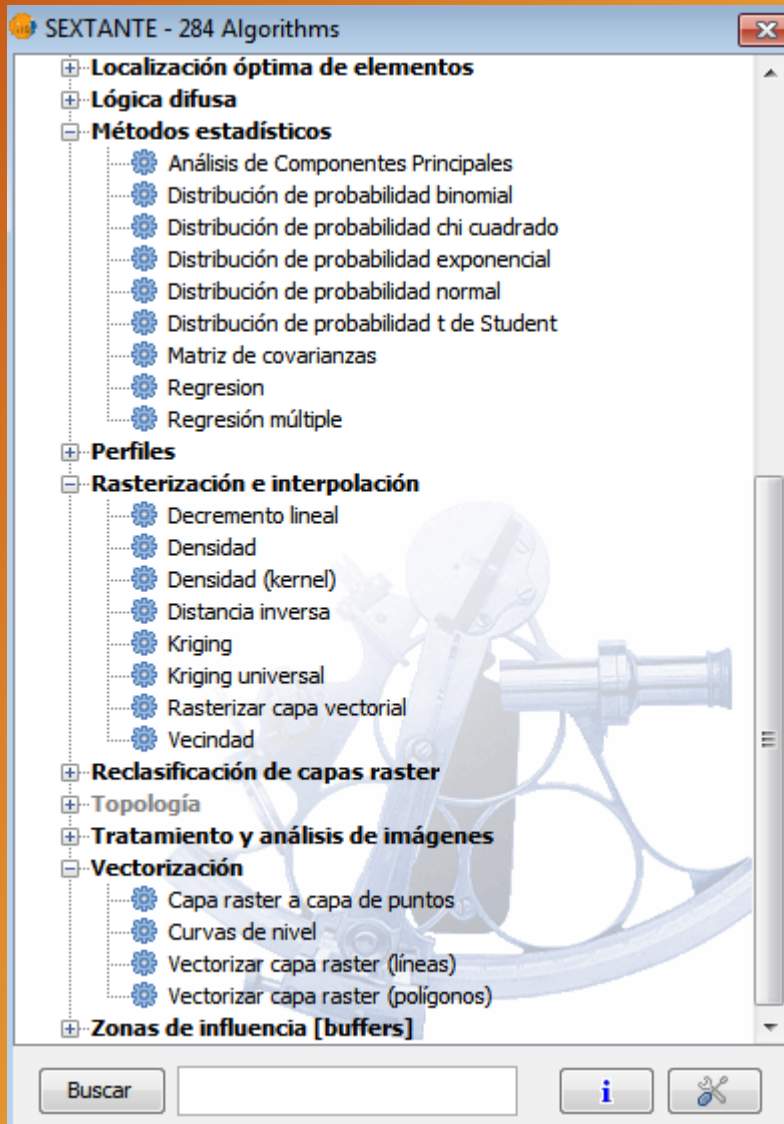 SEXTANTE - 284 Algorithms
Localización óptima de elementos
Lógica difusa
Métodos estadísticos
Análisis de Componentes Principales
Distribución de probabilidad binomial
Distribución de probabilidad chi cuadrado
Distribución de probabilidad exponencial
Distribución de probabilidad normal
Distribución de probabilidad t de Student
Matriz de covarianzas
Regresion
Regresión múltiple
Perfiles
Rasterización e interpolación
Decremento lineal
Densidad
Densidad (kernel)
Distancia inversa
Kriging
Kriging universal
Rasterizar capa vectorial
Vecindad
Reclasificación de capas raster
Topología
Tratamiento y análisis de imágenes
Vectorización
Capa raster a capa de puntos
Curvas de nivel
Vectorizar capa raster (líneas)
Vectorizar capa raster (polígonos)
Zonas de influencia [buffers]
Buscar